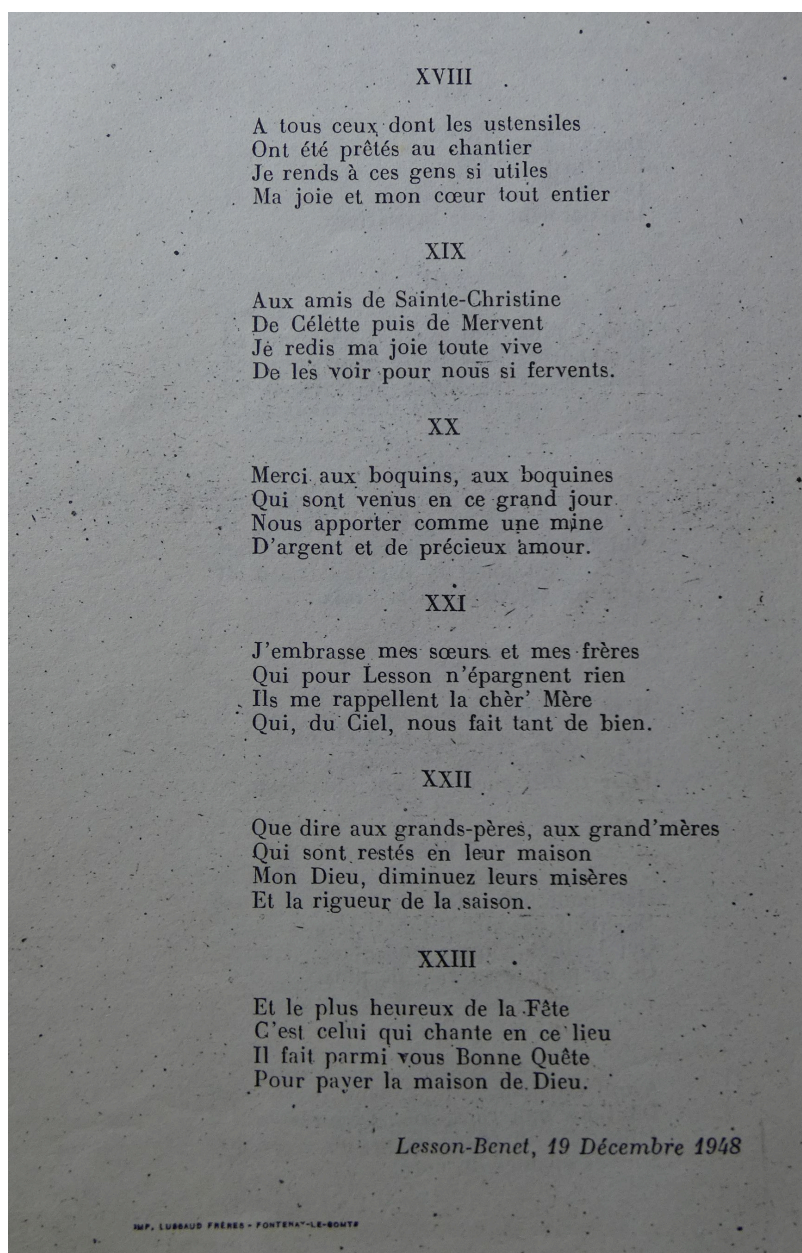 XVIII
A tous ceux dont les ustensiles
Ont été prêtés au chantier
Je rends à ces gens si utiles
Ma joie et mon cœur tout entier
XIX
Aux amis de Sainte-Christine
De Célette puis de Mervent
Je redis ma joie toute vive
De les voir pour nous si fervents.
XX
Merci aux boquins, aux boquines
Qui sont venus en ce grand jour
Nous apporter comme une mine
D'argent et de précieux amour.
XXI
J'embrasse mes sœurs et mes frères
Qui pour Lesson n'épargnent rien
Ils me rappellent la chèr' Mère
Qui, du Ciel, nous fait tant de bien.
XXII
Que dire aux grands-pères, aux grand'mères
Qui sont restés en leur maison
Mon Dieu, diminuez leurs misères
Et la rigueur de la saison.
XXIII
Et le plus heureux de la Fête
C'est celui qui chante en ce lieu
Il fait parmi vous Bonne Quête
Pour payer la maison de Dieu.
Lesson-Benet, 19 Décembre 1948
IMP. LUSSAUD FRÈRES - FONTENAY-LE-COMTE